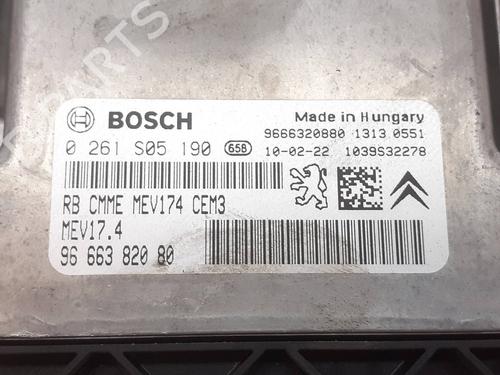 BOSCH
Made in Hungary
9666320880 1313 0551
0 261 S05 190 658 10-02-22 1039S32278
RB CMME MEV174 CEM3
MEV17.4
96 663 820 80
PARTS